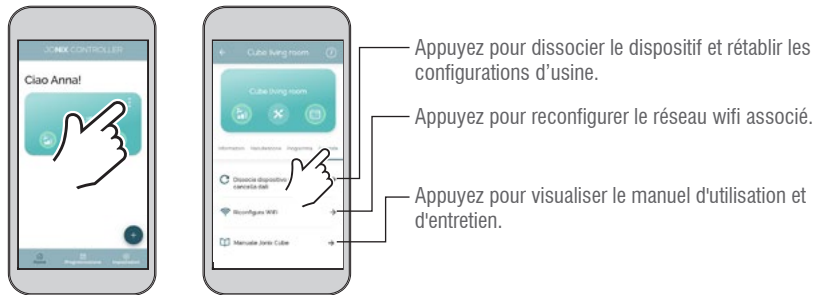 JONIX CONTROLLER
Ciao Anna!
Home
Programmazione
Impostazioni
Cubo living room
Cubo living room
Informazioni Manutenzione Programma
Dissocia dispositivo
cancella dati
Riconfigura WiFi
Manuale Jonix Cube
Appuyez pour dissocier le dispositif et rétablir les
configurations d’usine.
Appuyez pour reconfigurer le réseau wifi associé.
Appuyez pour visualiser le manuel d'utilisation et
d'entretien.